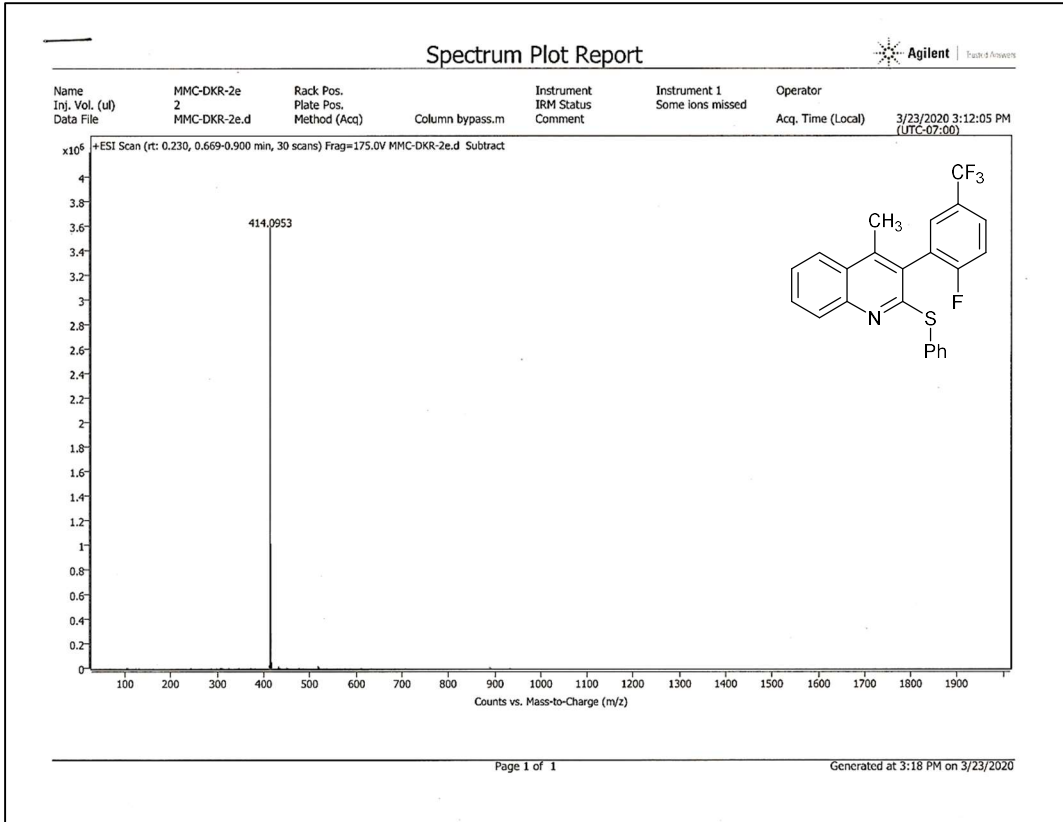 Spectrum Plot Report
Agilent | Trusted Answers
Name MMC-DKR-2e Rack Pos. Instrument Instrument 1 Operator
Inj. Vol. (ul) 2 Plate Pos. IRM Status Some ions missed
Data File MMC-DKR-2e.d Method (Acq) Column bypass.m Comment Acq. Time (Local) 3/23/2020 3:12:05 PM
(UTC-07:00)
x10⁶ +ESI Scan (rt: 0.230, 0.669-0.900 min, 30 scans) Frag=175.0V MMC-DKR-2e.d Subtract
4
3.8
3.6
3.4
3.2
3
2.8
2.6
2.4
2.2
2
1.8
1.6
1.4
1.2
1
0.8
0.6
0.4
0.2
0
414.0953
CF₃
CH₃
F
N
S
Ph
100 200 300 400 500 600 700 800 900 1000 1100 1200 1300 1400 1500 1600 1700 1800 1900
Counts vs. Mass-to-Charge (m/z)
Page 1 of 1 Generated at 3:18 PM on 3/23/2020